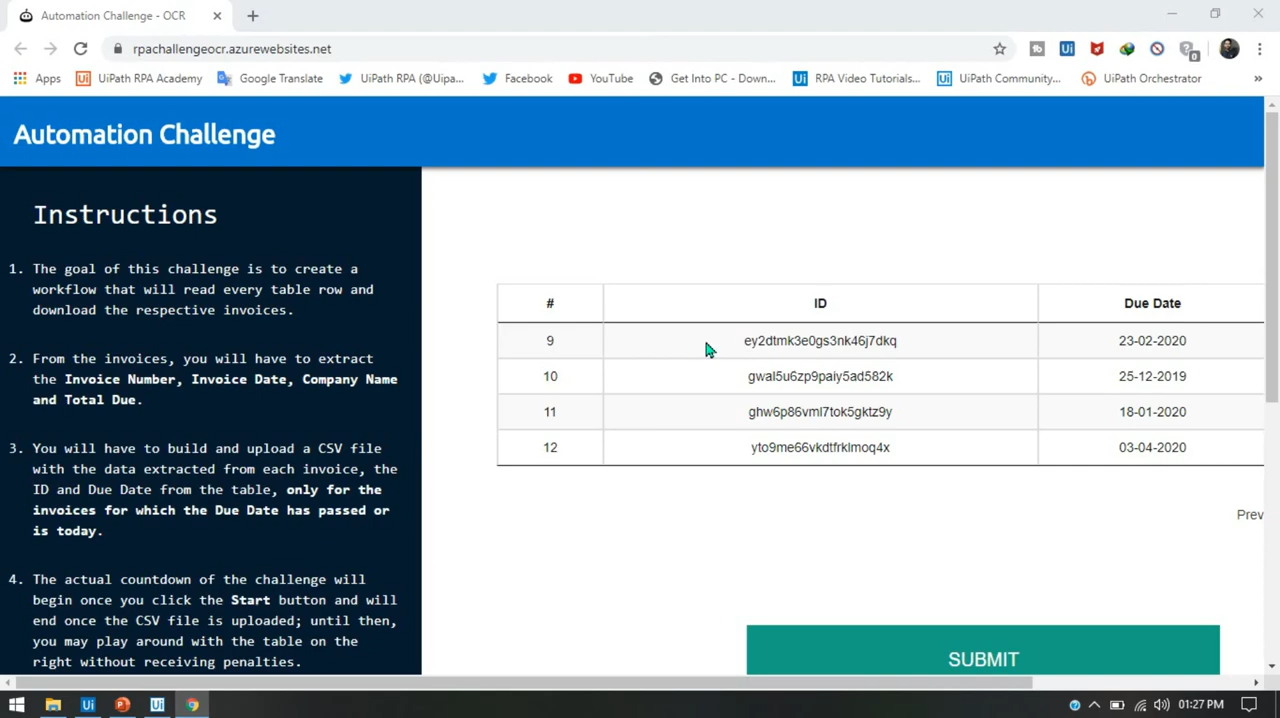 Automation Challenge - OCR
rpachallengeocr.azurewebsites.net
Apps UiPath RPA Academy Google Translate UiPath RPA (@Uipa... Facebook YouTube Get Into PC - Down... RPA Video Tutorials... UiPath Community... UiPath Orchestrator
Automation Challenge
Instructions
1. The goal of this challenge is to create a
workflow that will read every table row and
download the respective invoices.
2. From the invoices, you will have to extract
the Invoice Number, Invoice Date, Company Name
and Total Due.
3. You will have to build and upload a CSV file
with the data extracted from each invoice, the
ID and Due Date from the table, only for the
invoices for which the Due Date has passed or
is today.
4. The actual countdown of the challenge will
begin once you click the Start button and will
end once the CSV file is uploaded; until then,
you may play around with the table on the
right without receiving penalties.
# ID Due Date
9 ey2dtmk3e0gs3nk46j7dkq 23-02-2020
10 gwal5u6zp9paiy5ad582k 25-12-2019
11 ghw6p86vml7tok5gktz9y 18-01-2020
12 yto9me66vkdtfrklmoq4x 03-04-2020
Prev
SUBMIT
01:27 PM